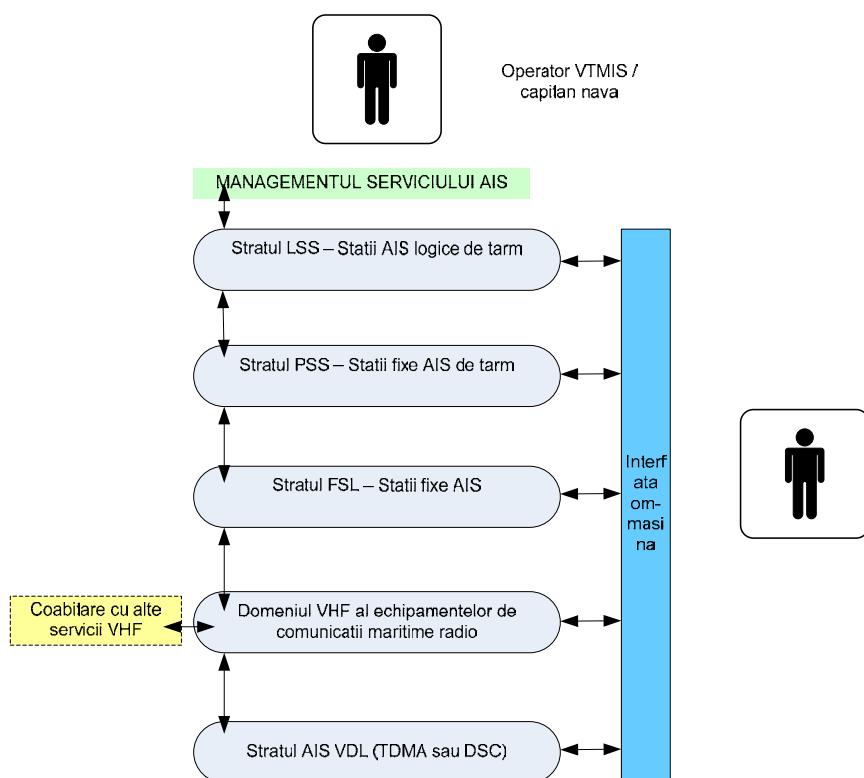 Operator VTMIS /
capitan nava
MANAGEMENTUL SERVICIULUI AIS
Stratul LSS – Statii AIS logice de tarm
Stratul PSS – Statii fixe AIS de tarm
Stratul FSL – Statii fixe AIS
Interf
ata
om-
masi
na
Coabitare cu alte
servicii VHF
Domeniul VHF al echipamentelor de
comunicatii maritime radio
Stratul AIS VDL (TDMA sau DSC)